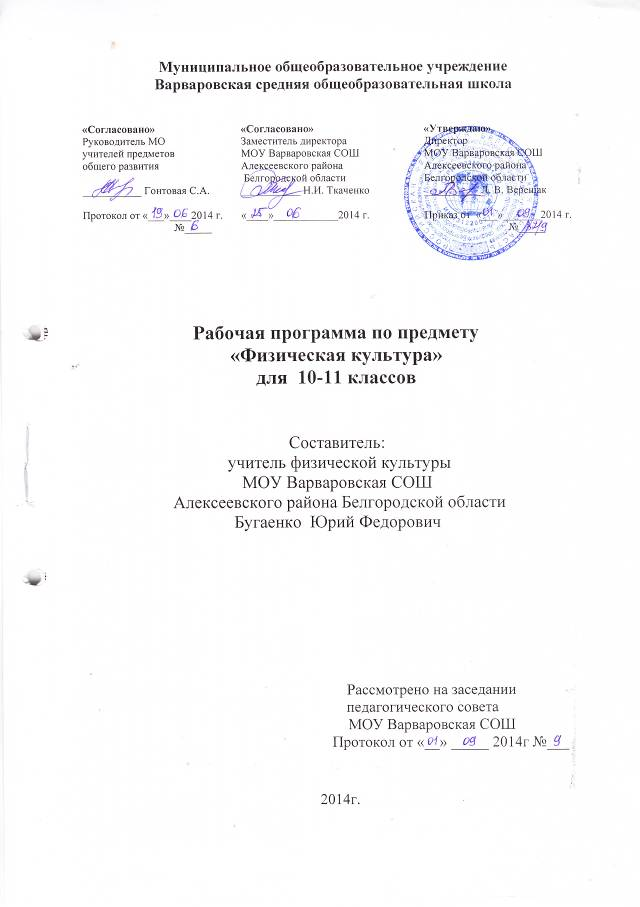 Муниципальное общеобразовательное учреждение
Варваровская средняя общеобразовательная школа
«Согласовано»
Руководитель МО
учителей предметов
общего развития
Гонтовая С.А.
Протокол от «19» 06 2014 г.
№ 6
«Согласовано»
Заместитель директора
МОУ Варваровская СОШ
Алексеевского района
Белгородской области
Н.И. Ткаченко
« 25 » 06 2014 г.
«Утверждаю»
Директор
МОУ Варваровская СОШ
Алексеевского района
Белгородской области
Л. В. Верещак
Приказ от «01» 09 2014 г.
№
Рабочая программа по предмету
«Физическая культура»
для 10-11 классов
Составитель:
учитель физической культуры
МОУ Варваровская СОШ
Алексеевского района Белгородской области
Бугаенко Юрий Федорович
Рассмотрено на заседании
педагогического совета
МОУ Варваровская СОШ
Протокол от «01» 09 2014г № 9
2014г.